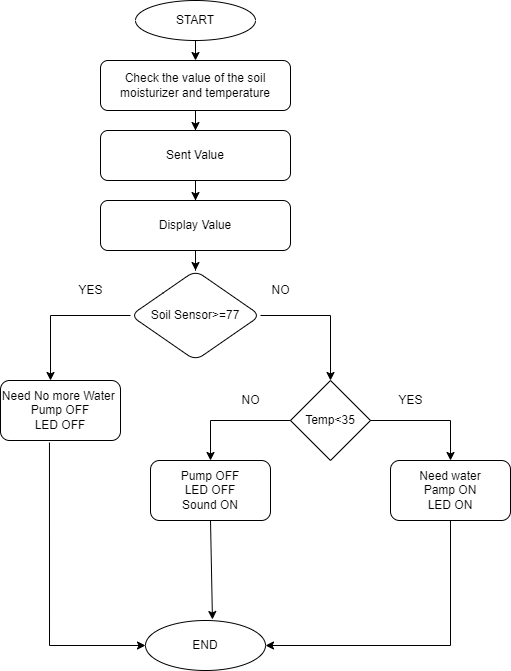 START
Check the value of the soil
moisturizer and temperature
Sent Value
Display Value
YES
NO
Soil Sensor>=77
Need No more Water
Pump OFF
LED OFF
NO
YES
Temp<35
Pump OFF
LED OFF
Sound ON
Need water
Pamp ON
LED ON
END